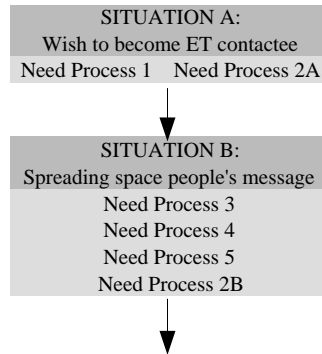 SITUATION A:
Wish to become ET contactee
Need Process 1 Need Process 2A
SITUATION B:
Spreading space people's message
Need Process 3
Need Process 4
Need Process 5
Need Process 2B